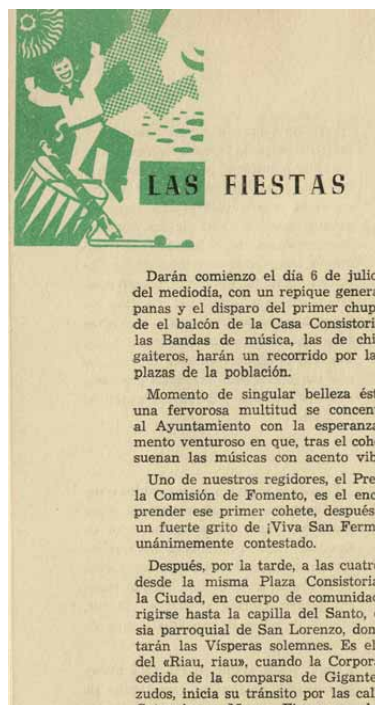 LAS FIESTAS
Darán comienzo el día 6 de julio
del mediodía, con un repique genera
panas y el disparo del primer chup
de el balcón de la Casa Consistori
las Bandas de música, las de chi
gaiteros, harán un recorrido por la
plazas de la población.
Momento de singular belleza ést
una fervorosa multitud se concen
al Ayuntamiento con la esperanza
mento venturoso en que, tras el coh
suenan las músicas con acento vib
Uno de nuestros regidores, el Pre
la Comisión de Fomento, es el enc
prender ese primer cohete, después
un fuerte grito de ¡Viva San Ferm
unánimemente contestado.
Después, por la tarde, a las cuatro
desde la misma Plaza Consistoria
la Ciudad, en cuerpo de comunidad
rigirse hasta la capilla del Santo,
sia parroquial de San Lorenzo, don
tarán las Vísperas solemnes. Es el
del «Riau, riau», cuando la Corpor
cedida de la comparsa de Gigante
zudos, inicia su tránsito por las cal